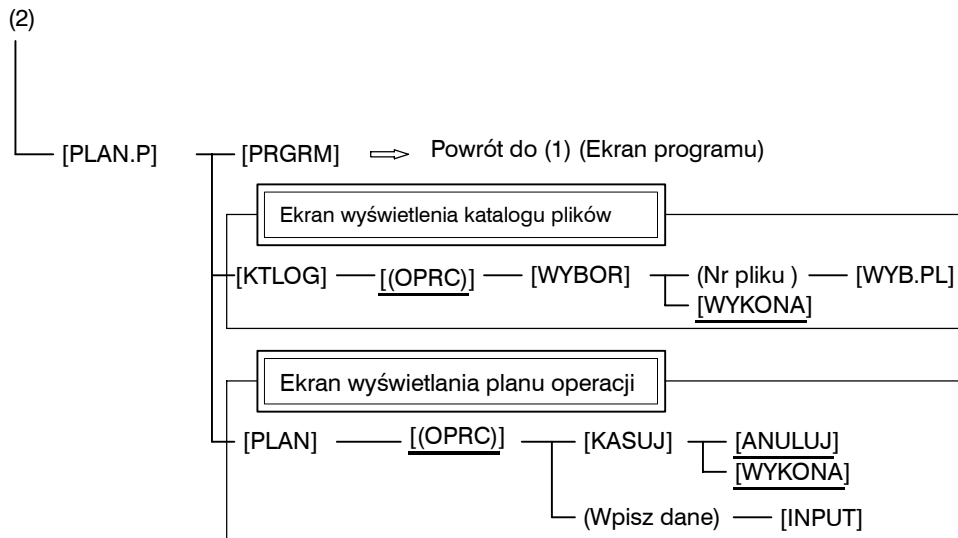 (2)
[PLAN.P] [PRGRM] Powrót do (1) (Ekran programu)
Ekran wyświetlenia katalogu plików
[KTLOG] [(OPRC)] [WYBOR] (Nr pliku ) [WYB.PL]
[WYKONA]
Ekran wyświetlania planu operacji
[PLAN] [(OPRC)] [KASUJ] [ANULUJ]
[WYKONA]
(Wpisz dane) [INPUT]